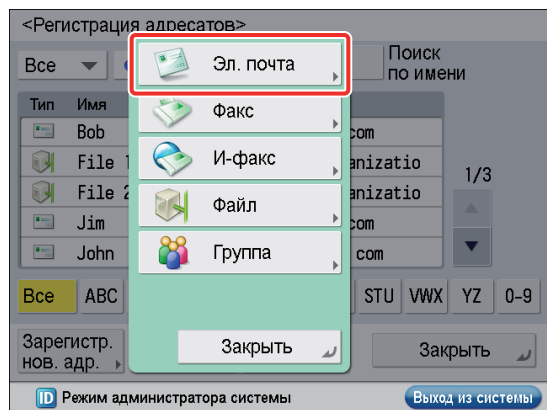 <Регистрация адресатов>
Все
Поиск
по имени
Тип Имя
Эл. почта
Факс
И-факс
Файл
Группа
Закрыть
Bob com
File 1 anizatio
File 2 anizatio
Jim com
John com
1/3
Все ABC STU VWX YZ 0-9
Зарегистр.
нов. адр.
Закрыть
ID Режим администратора системы Выход из системы